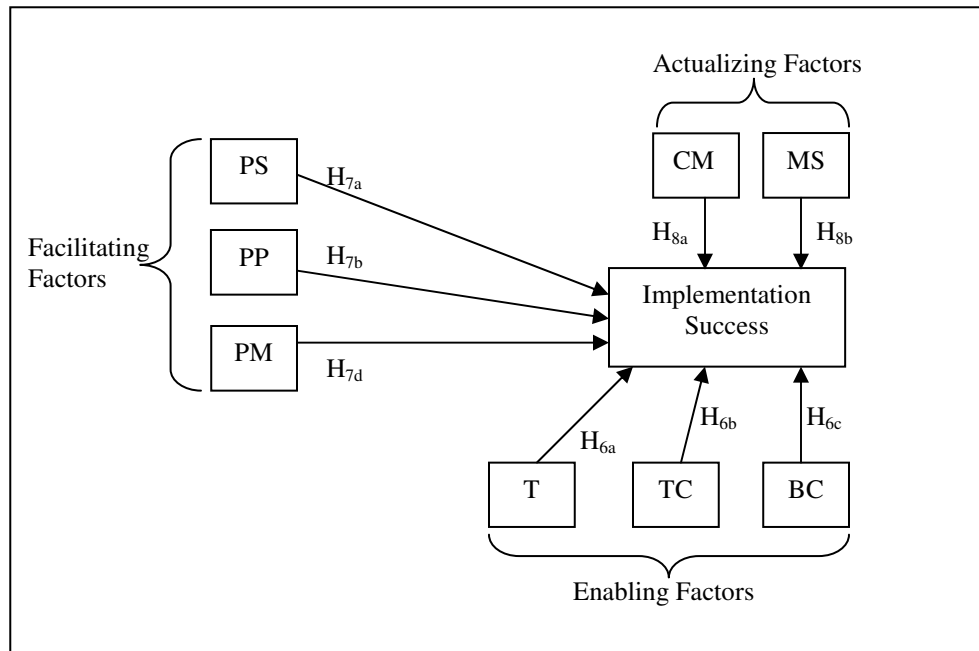 Actualizing Factors
PS
CM
MS
H7a
Facilitating
Factors
PP
H7b
H8a
H8b
Implementation
Success
PM
H7d
H6a
H6b
H6c
T
TC
BC
Enabling Factors